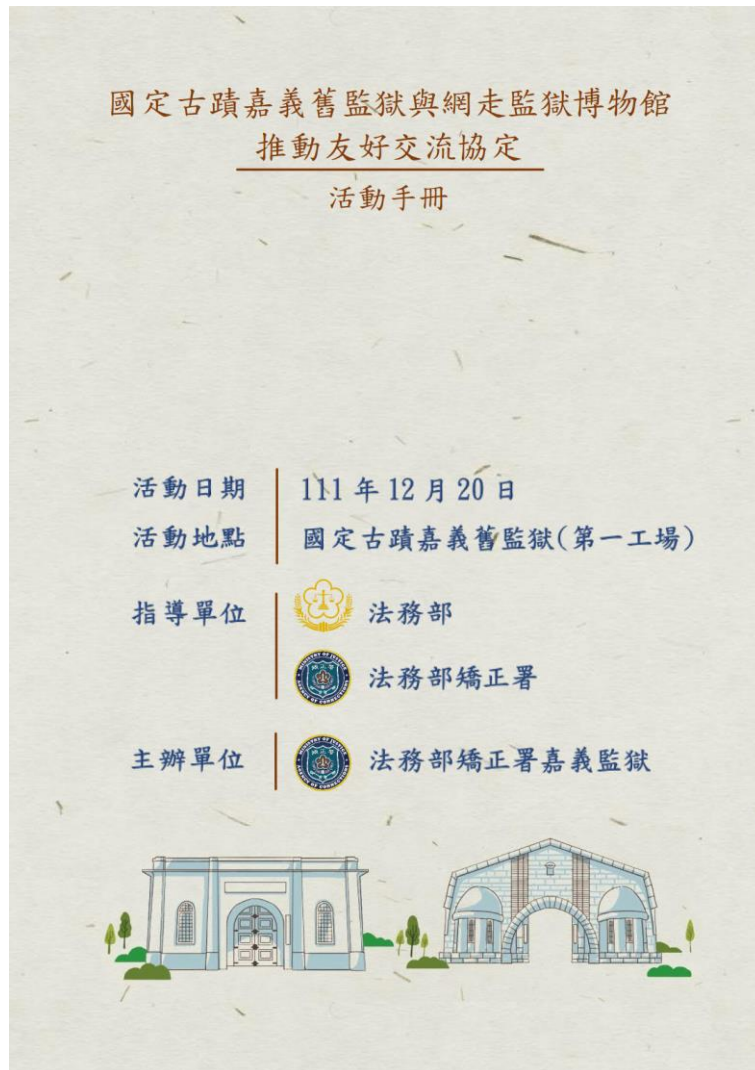 國定古蹟嘉義舊監獄與網走監獄博物館
推動友好交流協定
活動手冊
活動日期 111年12月20日
活動地點 國定古蹟嘉義舊監獄(第一工場)
指導單位 法務部
法務部矯正署
主辦單位 法務部矯正署嘉義監獄